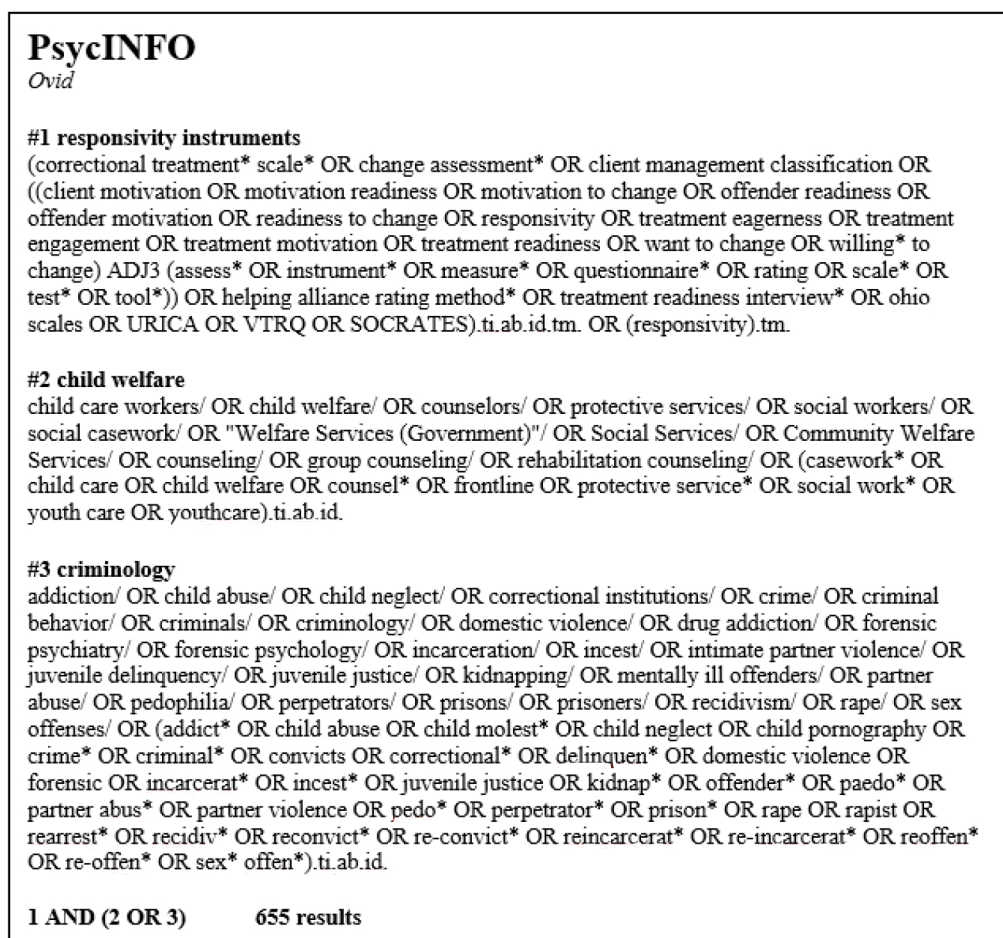 PsycINFO
Ovid
#1 responsivity instruments
(correctional treatment* scale* OR change assessment* OR client management classification OR
((client motivation OR motivation readiness OR motivation to change OR offender readiness OR
offender motivation OR readiness to change OR responsivity OR treatment eagerness OR treatment
engagement OR treatment motivation OR treatment readiness OR want to change OR willing* to
change) ADJ3 (assess* OR instrument* OR measure* OR questionnaire* OR rating OR scale* OR
test* OR tool*)) OR helping alliance rating method* OR treatment readiness interview* OR ohio
scales OR URICA OR VTRQ OR SOCRATES).ti.ab.id.tm. OR (responsivity).tm.
#2 child welfare
child care workers/ OR child welfare/ OR counselors/ OR protective services/ OR social workers/ OR
social casework/ OR "Welfare Services (Government)"/ OR Social Services/ OR Community Welfare
Services/ OR counseling/ OR group counseling/ OR rehabilitation counseling/ OR (casework* OR
child care OR child welfare OR counsel* OR frontline OR protective service* OR social work* OR
youth care OR youthcare).ti.ab.id.
#3 criminology
addiction/ OR child abuse/ OR child neglect/ OR correctional institutions/ OR crime/ OR criminal
behavior/ OR criminals/ OR criminology/ OR domestic violence/ OR drug addiction/ OR forensic
psychiatry/ OR forensic psychology/ OR incarceration/ OR incest/ OR intimate partner violence/ OR
juvenile delinquency/ OR juvenile justice/ OR kidnapping/ OR mentally ill offenders/ OR partner
abuse/ OR pedophilia/ OR perpetrators/ OR prisons/ OR prisoners/ OR recidivism/ OR rape/ OR sex
offenses/ OR (addict* OR child abuse OR child molest* OR child neglect OR child pornography OR
crime* OR criminal* OR convicts OR correctional* OR delinquen* OR domestic violence OR
forensic OR incarcerat* OR incest* OR juvenile justice OR kidnap* OR offender* OR paedo* OR
partner abus* OR partner violence OR pedo* OR perpetrator* OR prison* OR rape OR rapist OR
rearrest* OR recidiv* OR reconvict* OR re-convict* OR reincarcerat* OR re-incarcerat* OR reoffen*
OR re-offen* OR sex* offen*).ti.ab.id.
1 AND (2 OR 3) 655 results